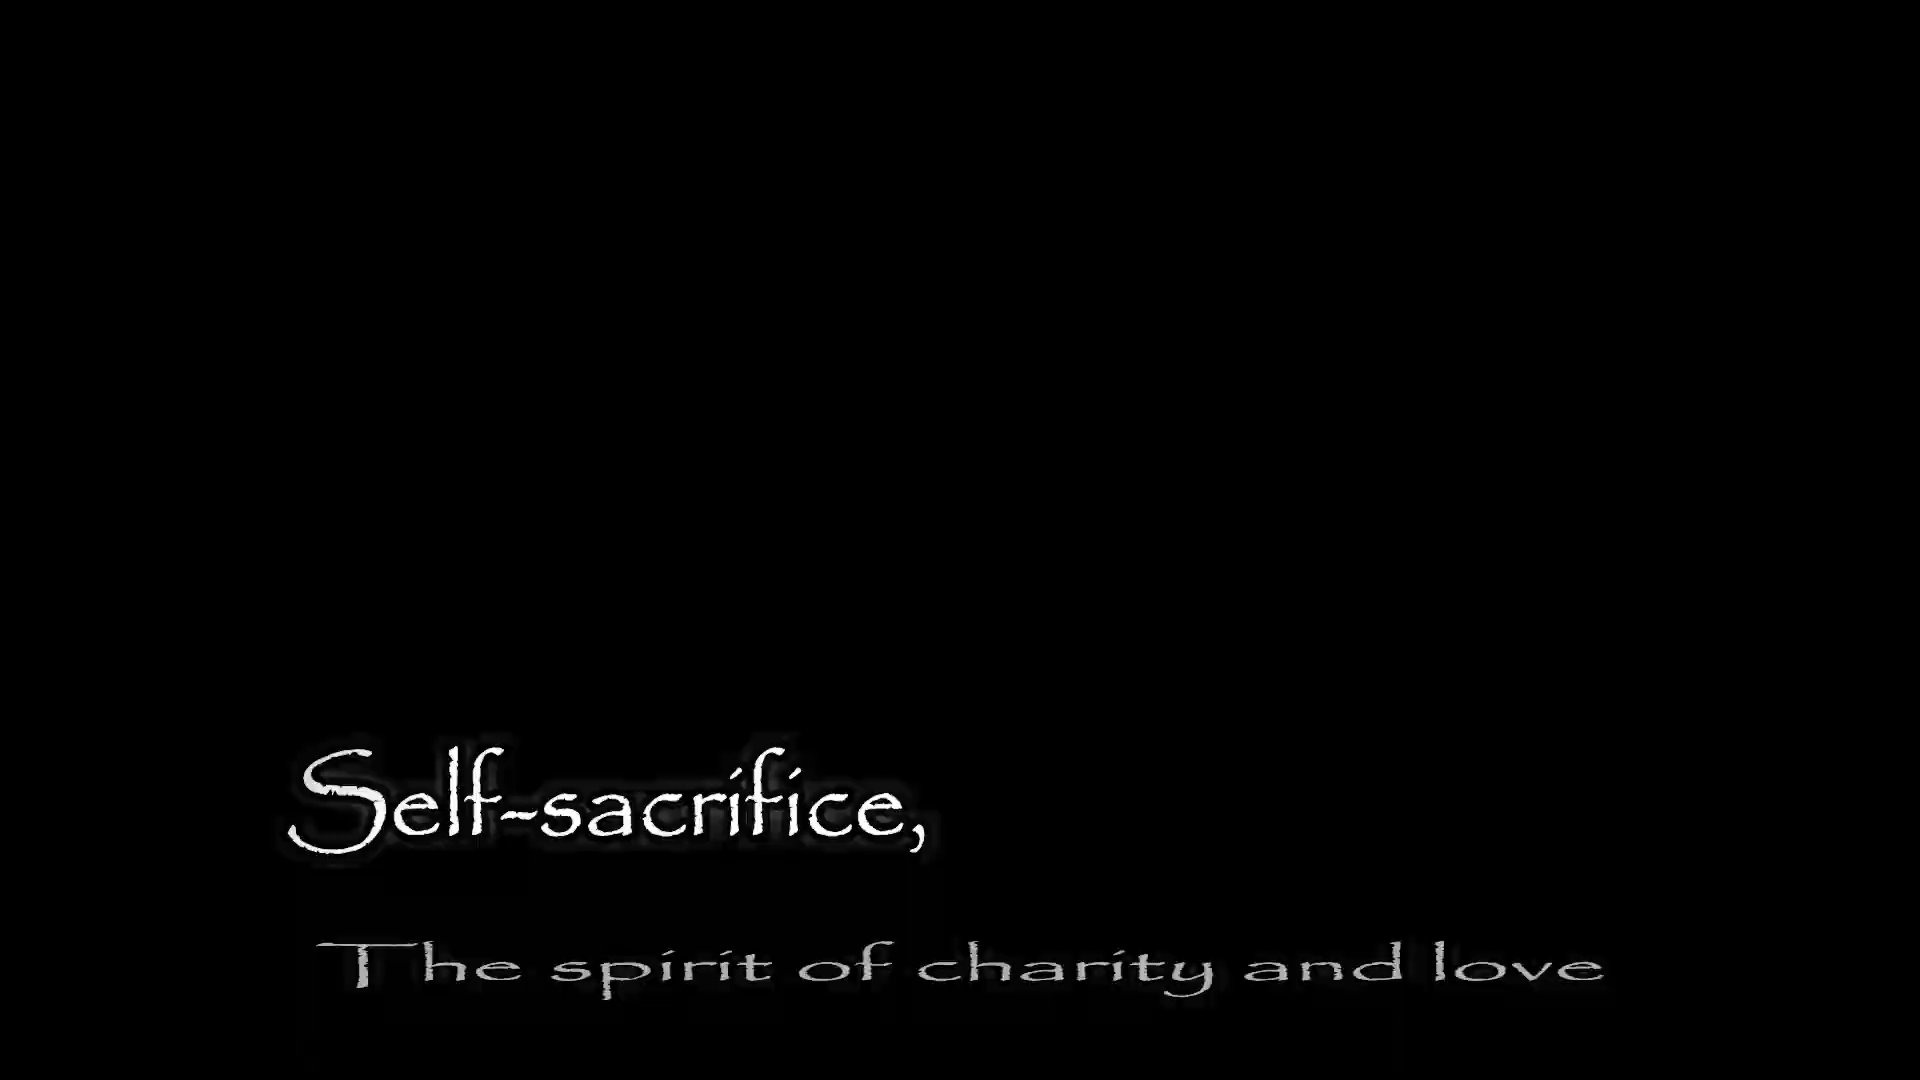 Self-sacrifice,
The spirit of charity and love